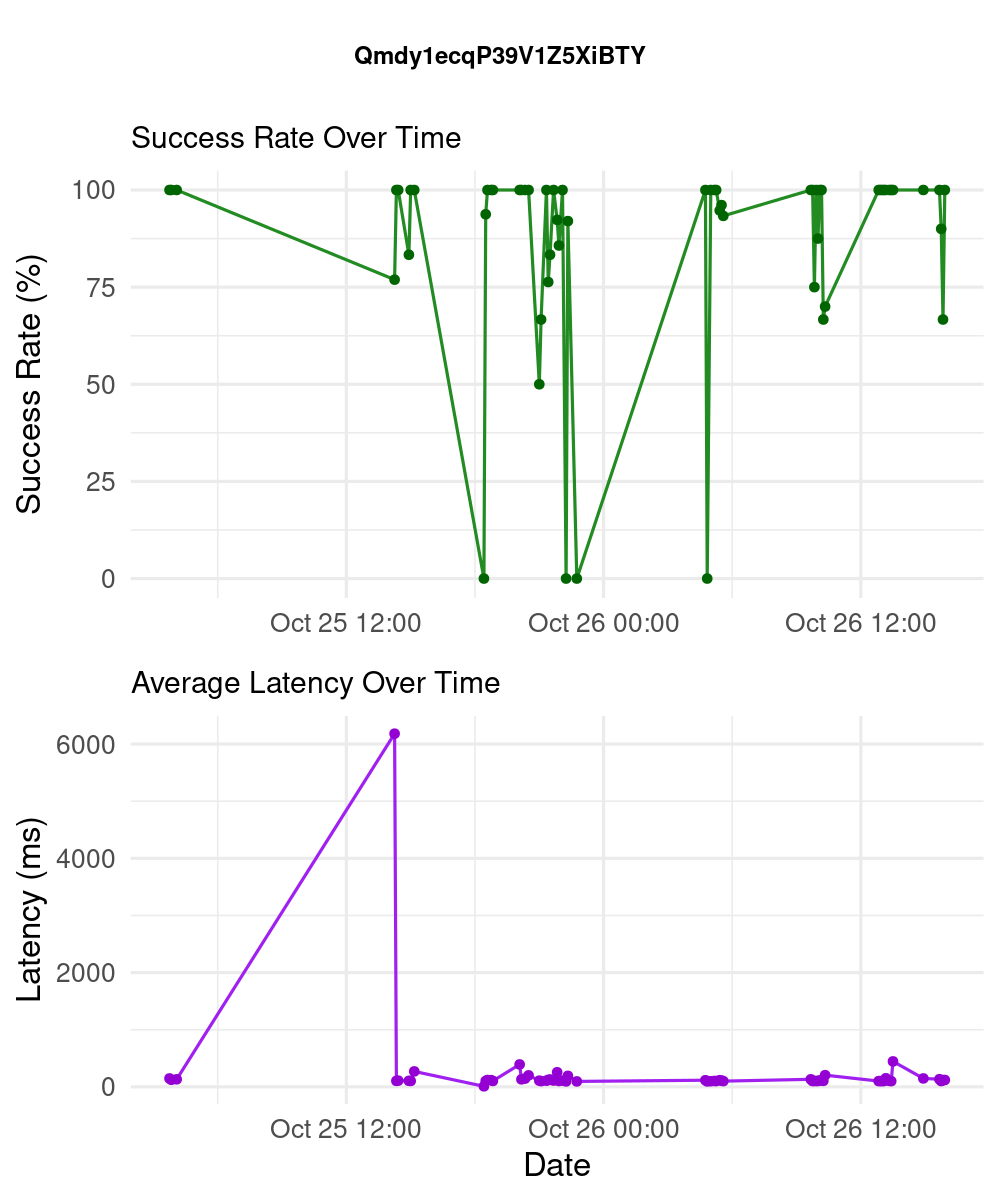 Qmdy1ecqP39V1Z5XiBTY
Success Rate Over Time
Success Rate (%)
100
75
50
25
0
Oct 25 12:00 Oct 26 00:00 Oct 26 12:00
Average Latency Over Time
Latency (ms)
6000
4000
2000
0
Oct 25 12:00 Oct 26 00:00 Oct 26 12:00
Date